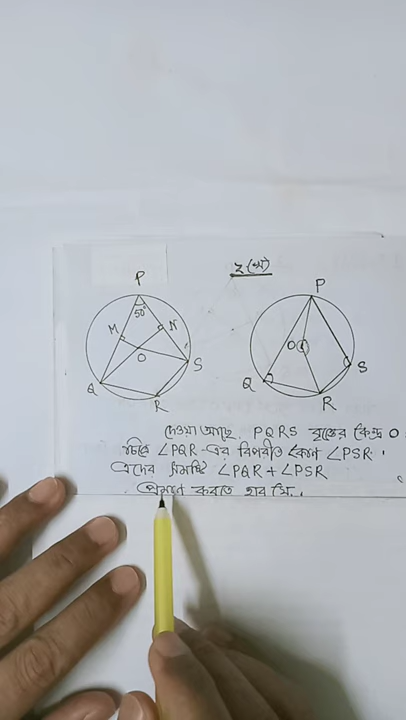 ২(খ)
P
50°
M
N
O
S
Q
R
P
O
Q
S
R
দেওয়া আছে, PQRS বৃত্তের কেন্দ্র O
চিত্রে ∠PQR-এর বিপরীত কোণ ∠PSR.
এদের সমষ্টি ∠PQR + ∠PSR
প্রমাণ করতে হবে যে,